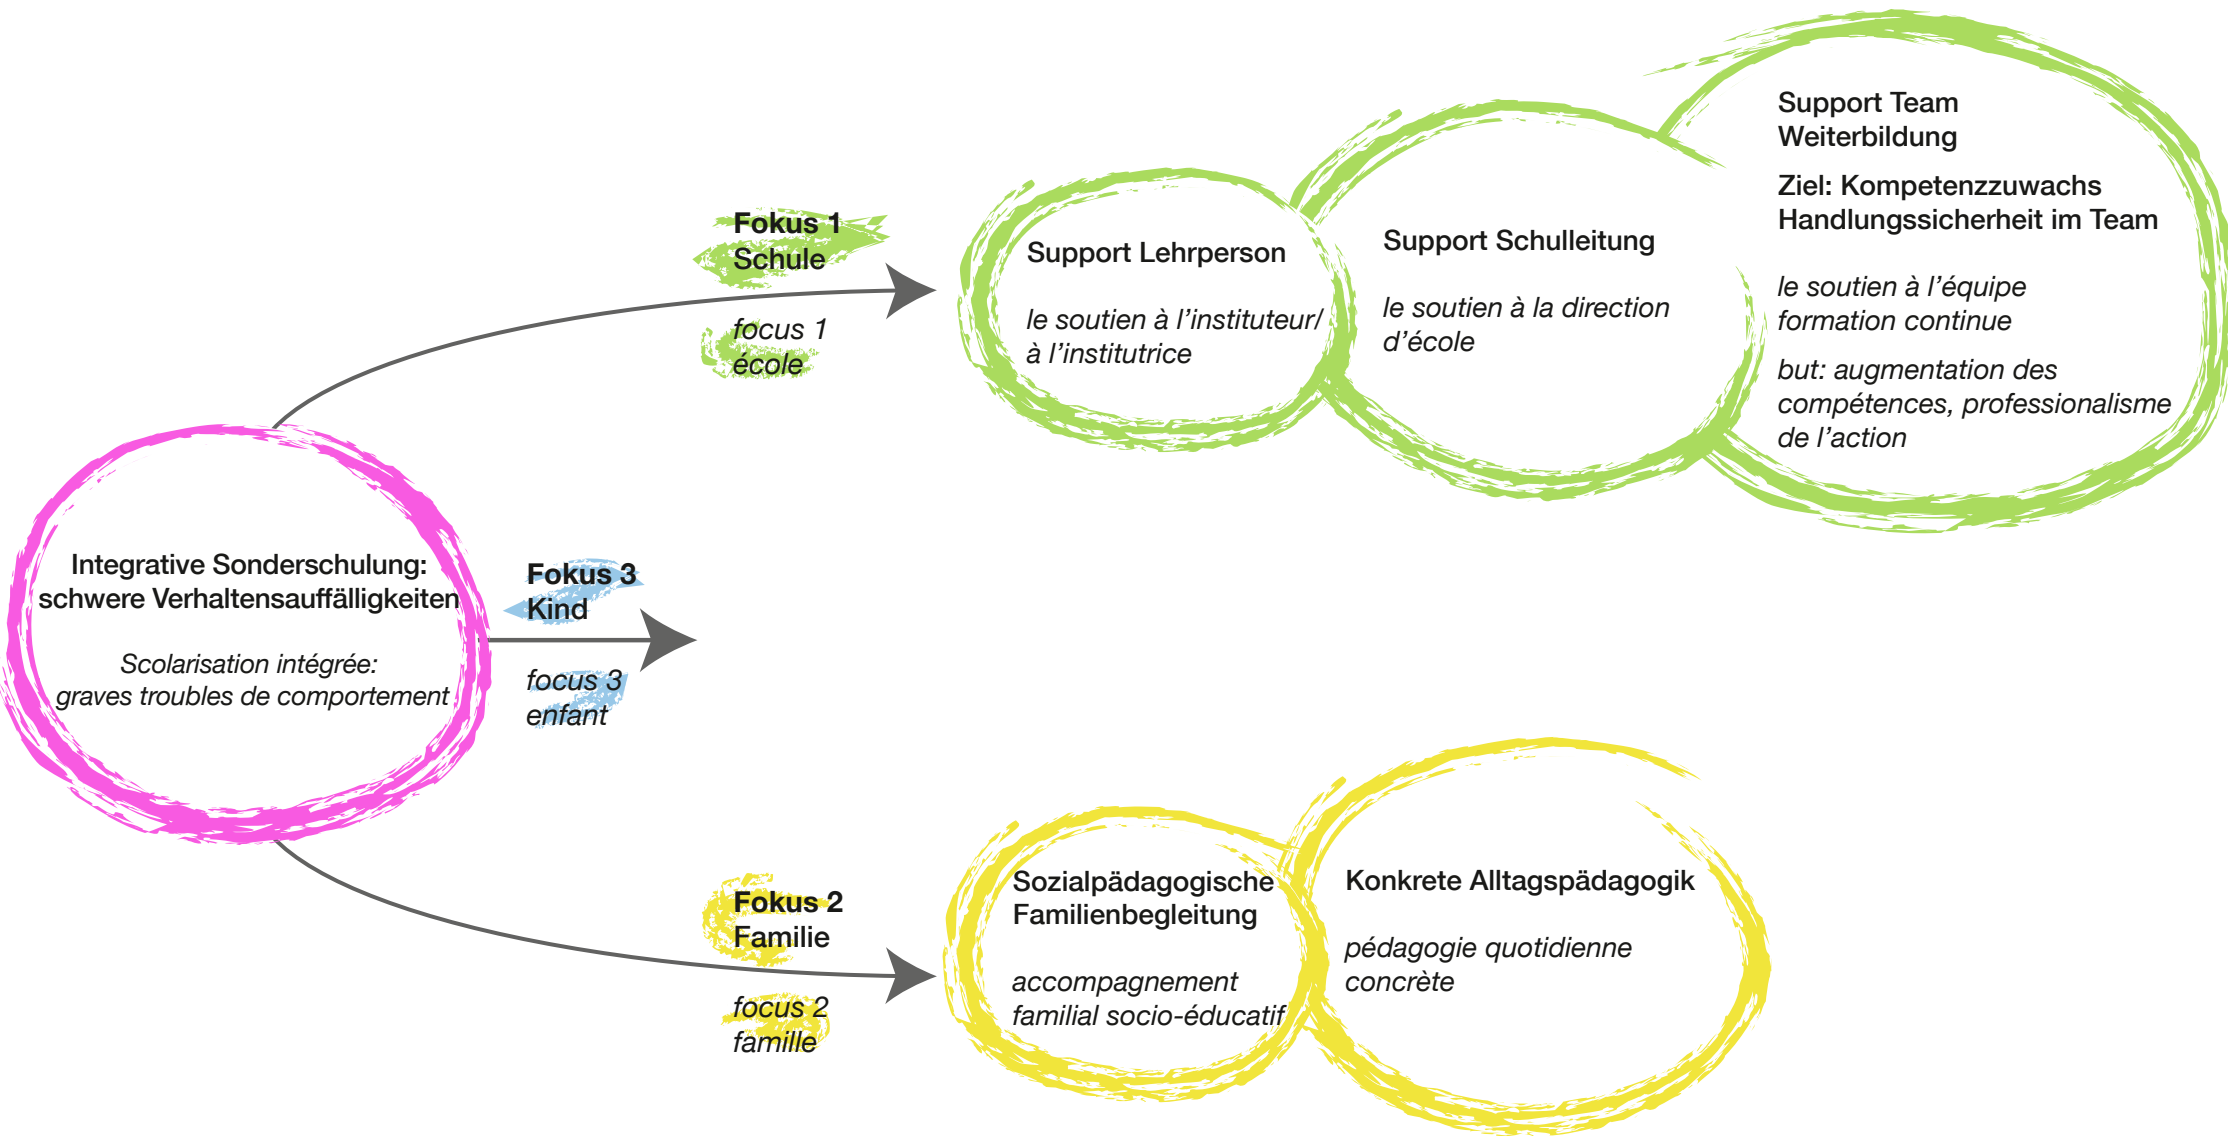 Integrative Sonderschulung:
schwere Verhaltensauffälligkeiten
Scolarisation intégrée:
graves troubles de comportement
Fokus 1
Schule
focus 1
école
Support Lehrperson
le soutien à l’instituteur/
à l’institutrice
Support Schulleitung
le soutien à la direction
d’école
Support Team
Weiterbildung
Ziel: Kompetenzzuwachs
Handlungssicherheit im Team
le soutien à l’équipe
formation continue
but: augmentation des
compétences, professionalisme
de l’action
Fokus 3
Kind
focus 3
enfant
Fokus 2
Familie
focus 2
famille
Sozialpädagogische
Familienbegleitung
accompagnement
familial socio-éducatif
Konkrete Alltagspädagogik
pédagogie quotidienne
concrète